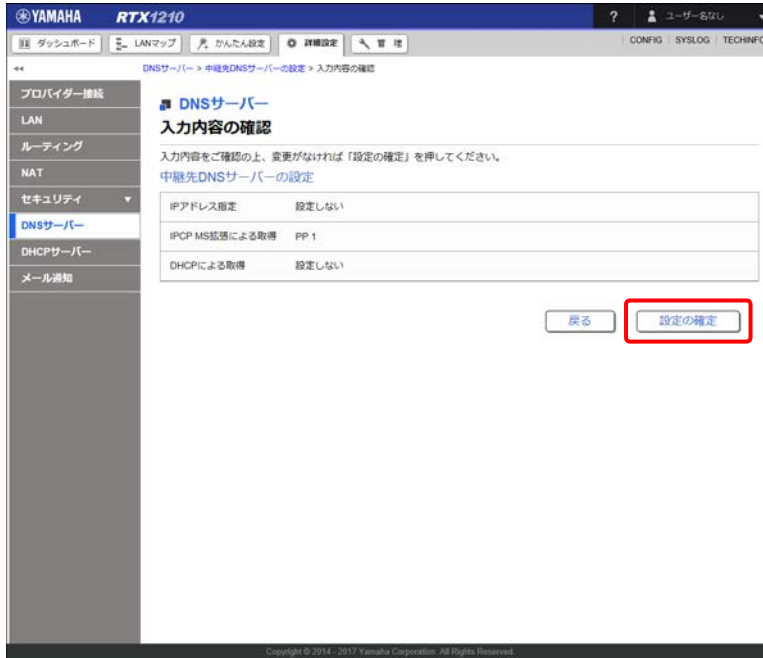 YAMAHA RTX1210 ? ユーザー名なし
ダッシュボード LANマップ かんたん設定 詳細設定 管理 CONFIG SYSLOG TECHINFO
DNSサーバー > 中継先DNSサーバーの設定 > 入力内容の確認
プロバイダー接続
LAN
ルーティング
NAT
セキュリティ
DNSサーバー
DHCPサーバー
メール通知
DNSサーバー
入力内容の確認
入力内容をご確認の上、変更がなければ「設定の確定」を押してください。
中継先DNSサーバーの設定
IPアドレス指定 設定しない
IPCP MS拡張による取得 PP 1
DHCPによる取得 設定しない
戻る 設定の確定
Copyright © 2014 - 2017 Yamaha Corporation. All Rights Reserved.